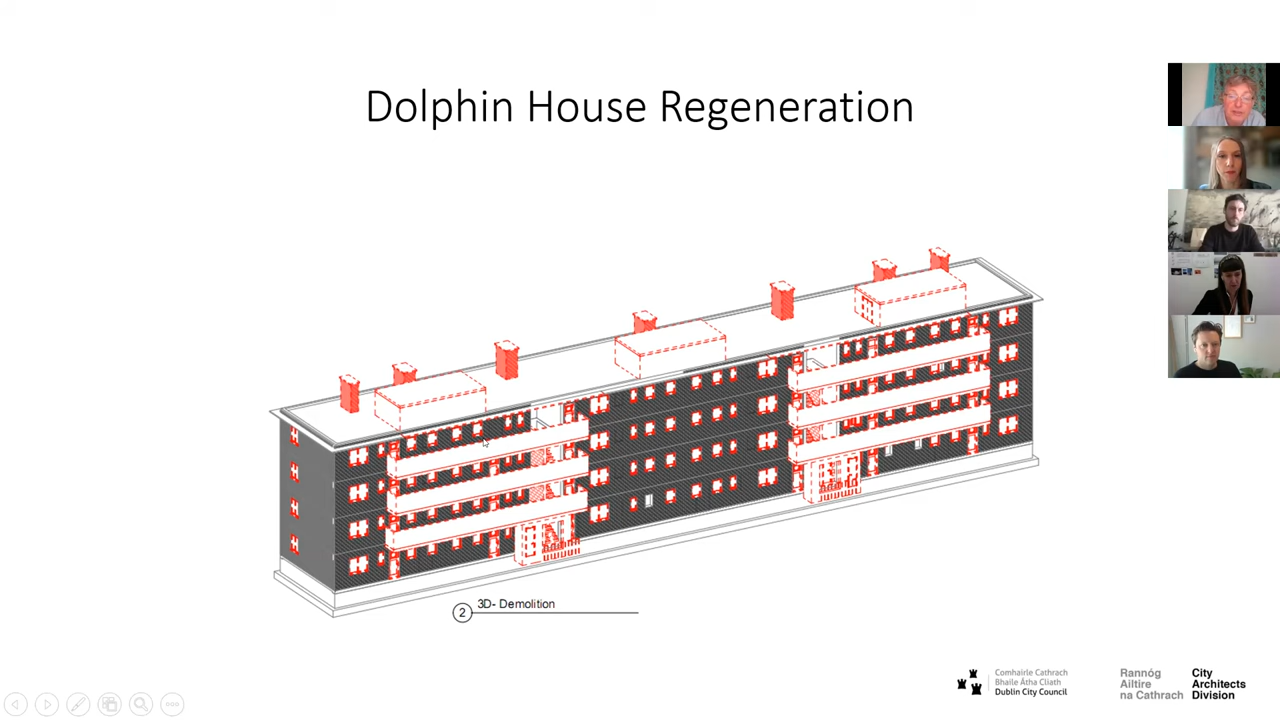 Dolphin House Regeneration
2
3D- Demolition
Comhairle Cathrach
Bhaile Átha Cliath
Dublin City Council
Rannóg
Ailtire
na Cathrach
City
Architects
Division